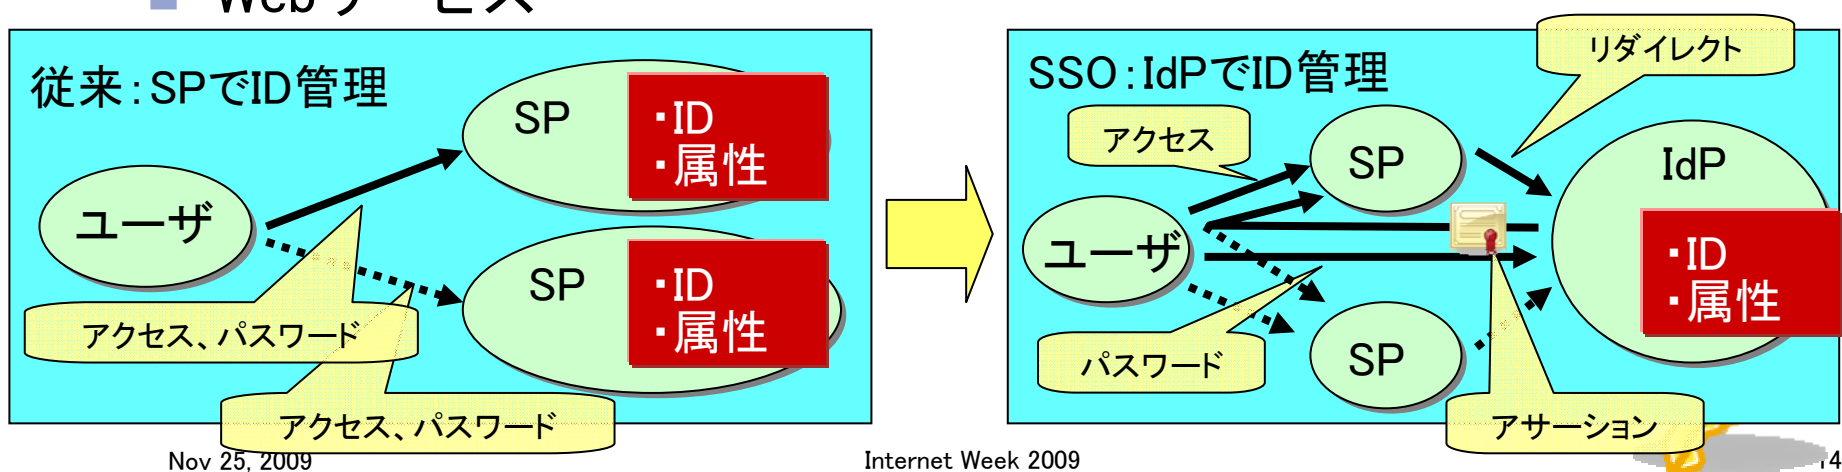 ■ Webサービス
従来：SPでID管理
SP
・ID
・属性
ユーザ
SP
・ID
・属性
アクセス、パスワード
アクセス、パスワード
リダイレクト
SSO：IdPでID管理
アクセス
SP
IdP
ユーザ
・ID
・属性
パスワード
SP
アサーション
Nov 25, 2009
Internet Week 2009
14